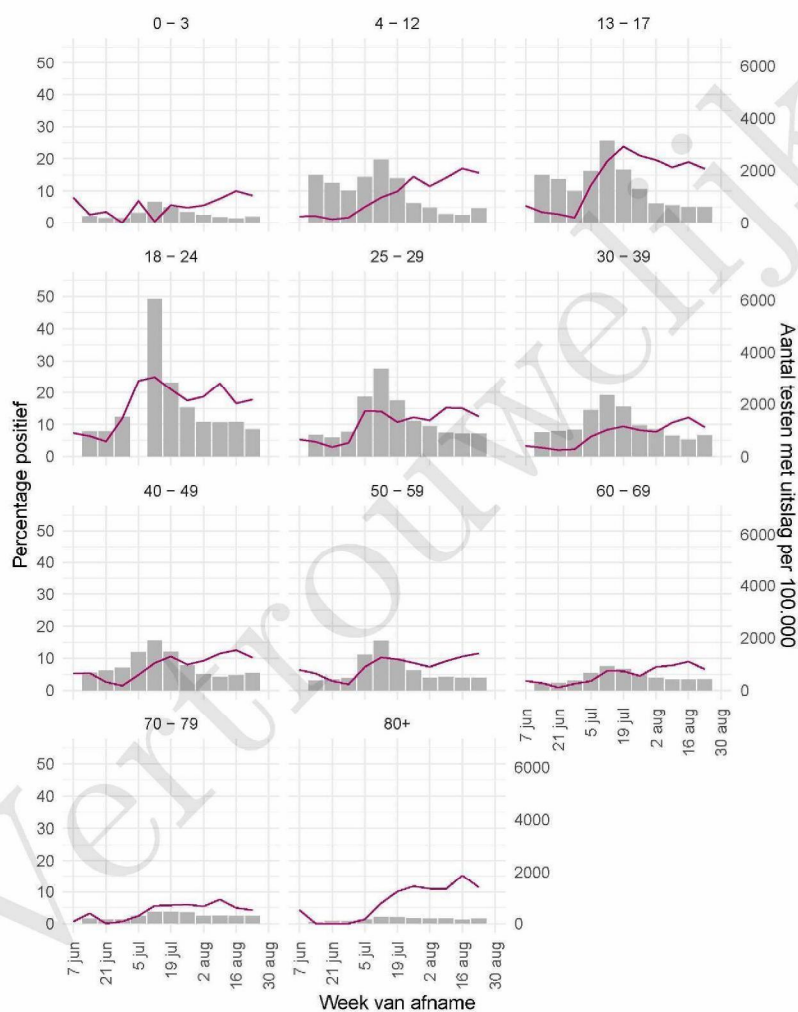 0 – 3
4 – 12
13 – 17
50
40
30
20
10
0
6000
4000
2000
0
18 – 24
25 – 29
30 – 39
50
40
30
20
10
0
6000
4000
2000
0
40 – 49
50 – 59
60 – 69
50
40
30
20
10
0
6000
4000
2000
0
7 jun
21 jun
5 jul
19 jul
2 aug
16 aug
30 aug
70 – 79
80+
50
40
30
20
10
0
6000
4000
2000
0
7 jun
21 jun
5 jul
19 jul
2 aug
16 aug
30 aug
7 jun
21 jun
5 jul
19 jul
2 aug
16 aug
30 aug
Percentage positief
Aantal testen met uitslag per 100.000
Week van afname
Vertrouwelijk